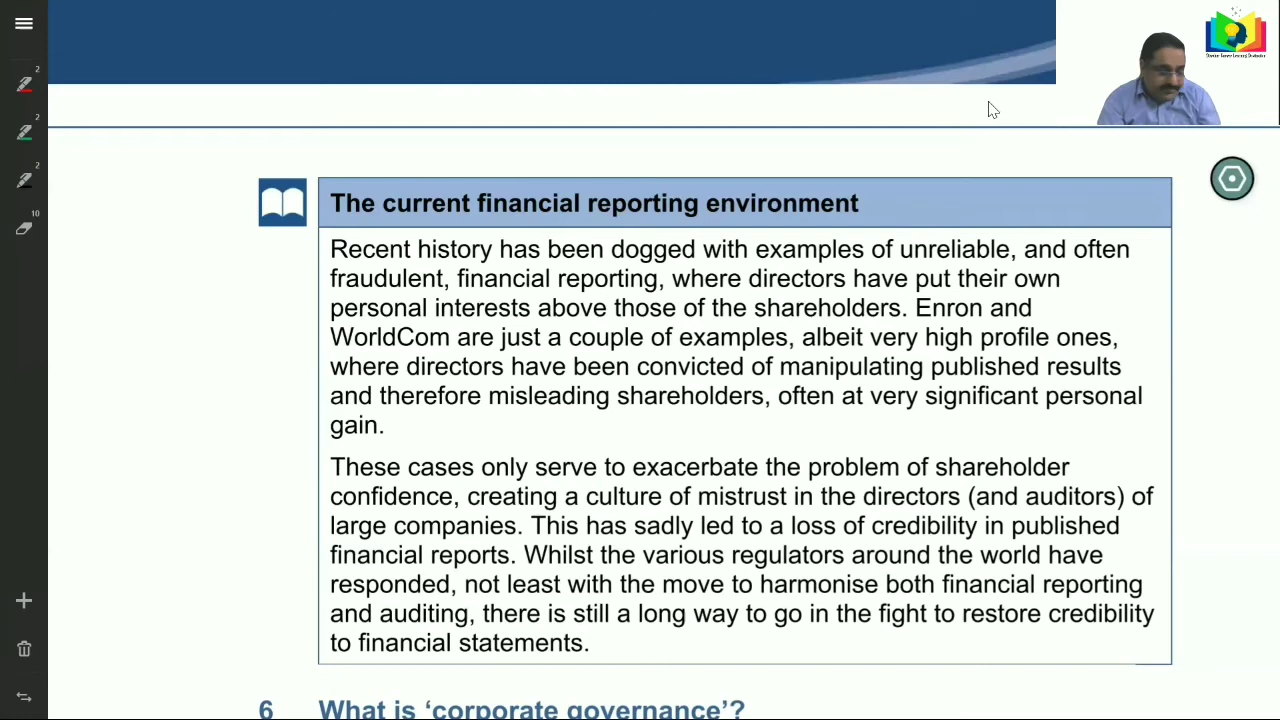 2
2
2
10
The current financial reporting environment
Recent history has been dogged with examples of unreliable, and often
fraudulent, financial reporting, where directors have put their own
personal interests above those of the shareholders. Enron and
WorldCom are just a couple of examples, albeit very high profile ones,
where directors have been convicted of manipulating published results
and therefore misleading shareholders, often at very significant personal
gain.
These cases only serve to exacerbate the problem of shareholder
confidence, creating a culture of mistrust in the directors (and auditors) of
large companies. This has sadly led to a loss of credibility in published
financial reports. Whilst the various regulators around the world have
responded, not least with the move to harmonise both financial reporting
and auditing, there is still a long way to go in the fight to restore credibility
to financial statements.
6 What is ‘corporate governance’?